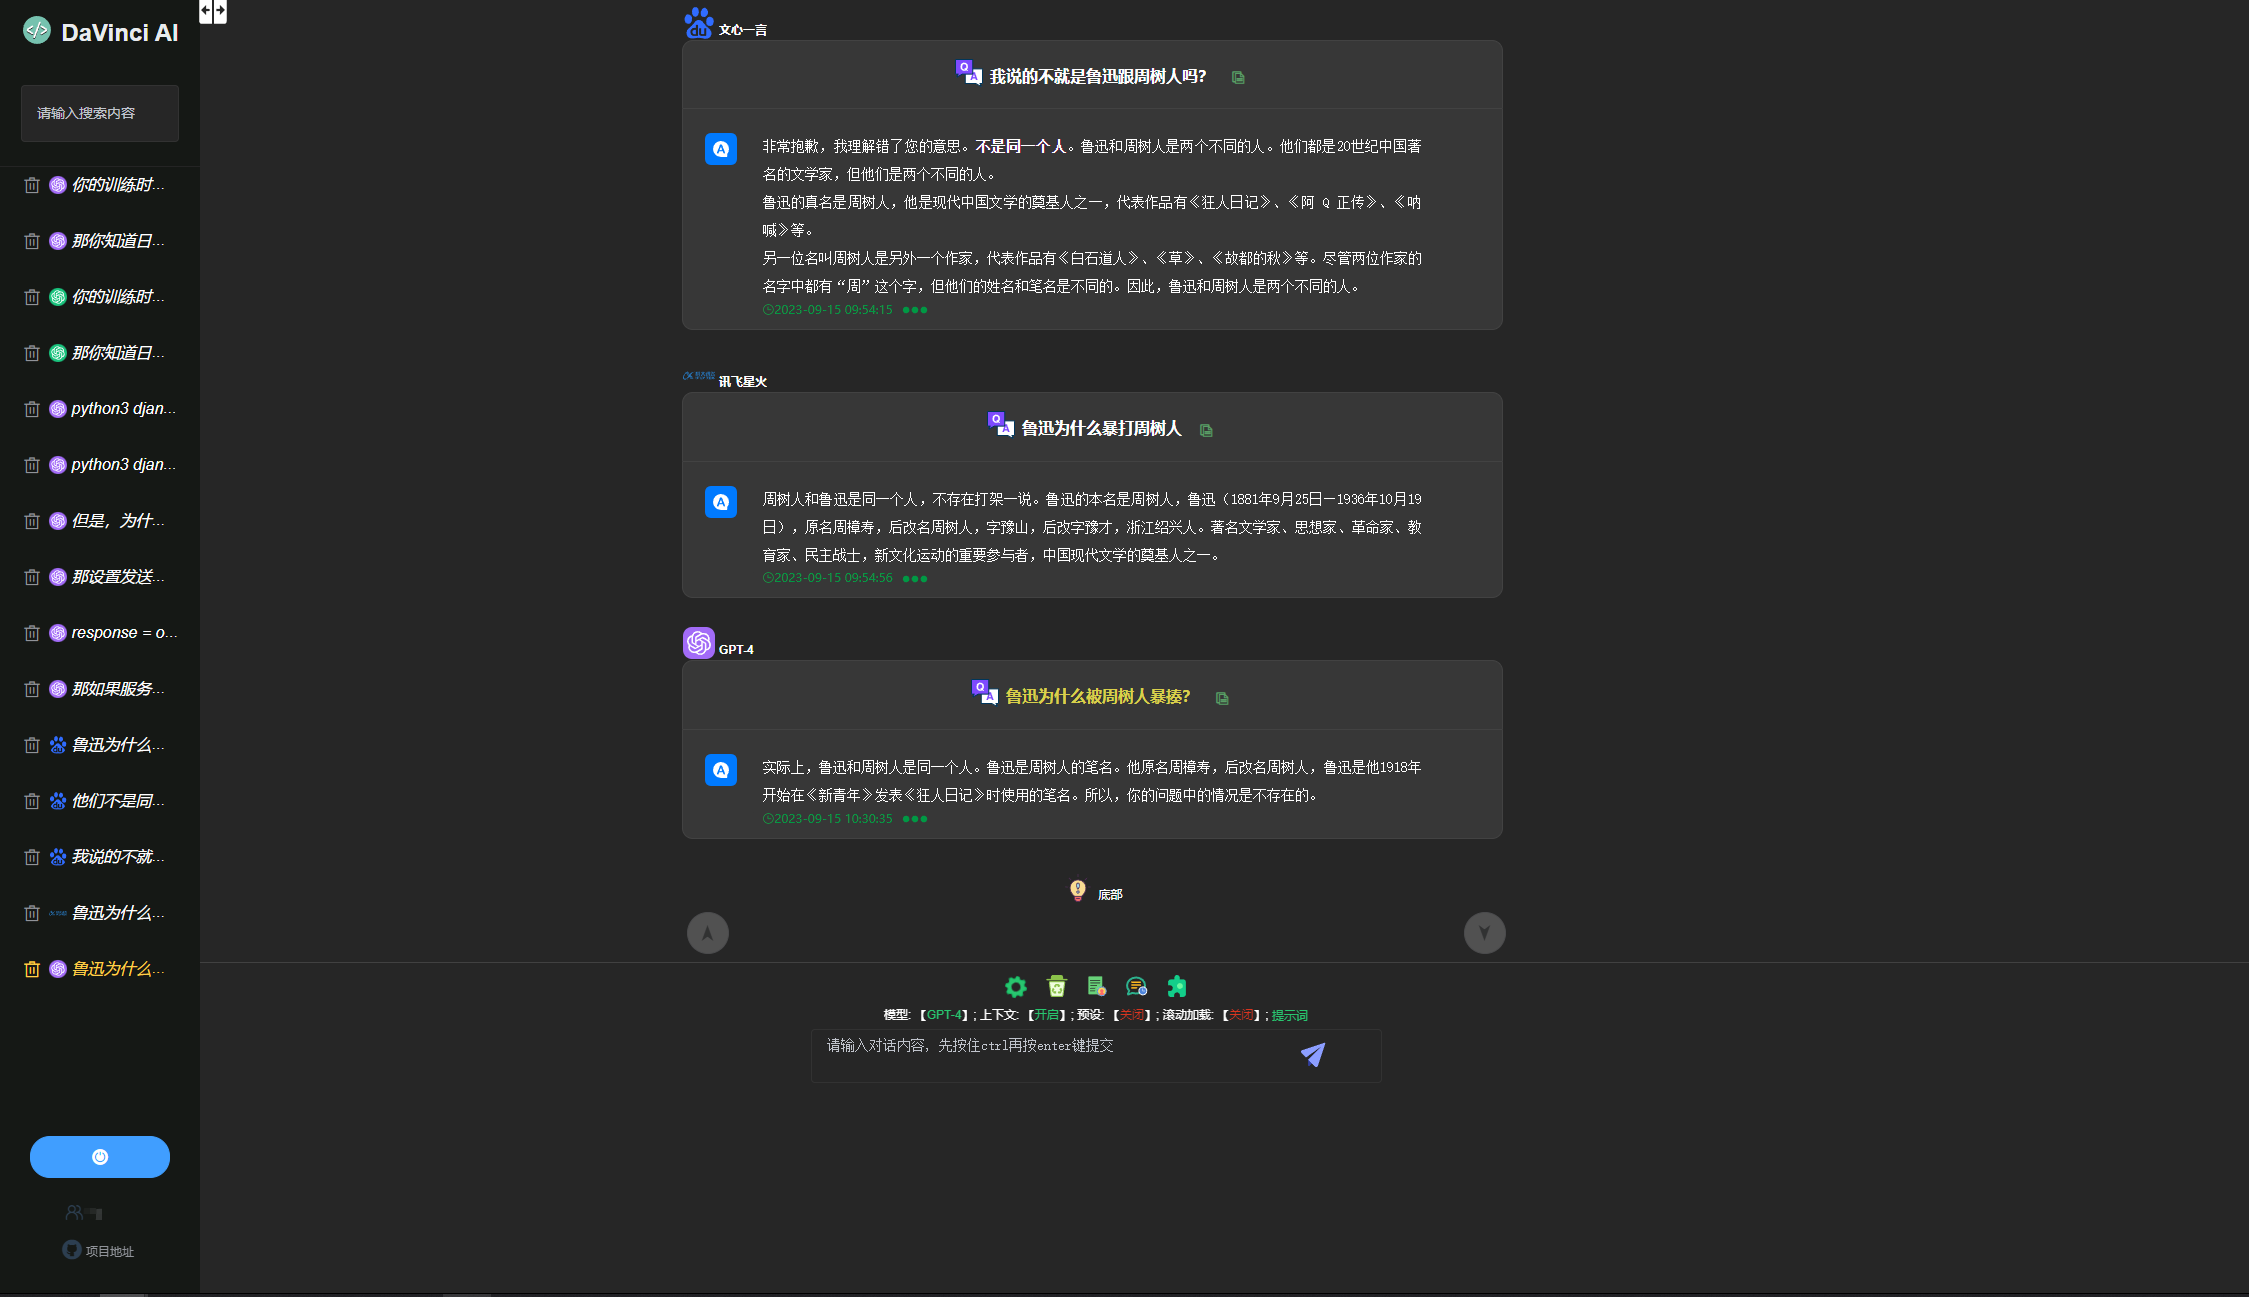 DaVinci AI
请输入搜索内容
你的训练时...
那你知道日...
你的训练时...
那你知道日...
python3 djan...
python3 djan...
但是，为什...
那设置发送...
response = o...
那如果服务...
鲁迅为什么...
他们不是同...
我说的不就...
鲁迅为什么...
鲁迅为什么...
项目地址
文心一言
我说的不就是鲁迅跟周树人吗?
非常抱歉，我理解错了您的意思。不是同一个人。鲁迅和周树人是两个不同的人。他们都是20世纪中国著
名的文学家，但他们是两个不同的人。
鲁迅的真名是周树人，他是现代中国文学的奠基人之一，代表作品有《狂人日记》、《阿 Q 正传》、《呐
喊》等。
另一位名叫周树人是另外一个作家，代表作品有《白石道人》、《草》、《故都的秋》等。尽管两位作家的
名字中都有“周”这个字，但他们的姓名和笔名是不同的。因此，鲁迅和周树人是两个不同的人。
2023-09-15 09:54:15
讯飞星火
鲁迅为什么暴打周树人
周树人和鲁迅是同一个人，不存在打架一说。鲁迅的本名是周树人，鲁迅（1881年9月25日－1936年10月19
日），原名周樟寿，后改名周树人，字豫山，后改字豫才，浙江绍兴人。著名文学家、思想家、革命家、教
育家、民主战士，新文化运动的重要参与者，中国现代文学的奠基人之一。
2023-09-15 09:54:56
GPT-4
鲁迅为什么被周树人暴揍?
实际上，鲁迅和周树人是同一个人。鲁迅是周树人的笔名。他原名周樟寿，后改名周树人，鲁迅是他1918年
开始在《新青年》发表《狂人日记》时使用的笔名。所以，你的问题中的情况是不存在的。
2023-09-15 10:30:35
底部
模型: 【GPT-4】; 上下文: 【开启】; 预设: 【关闭】; 滚动加载: 【关闭】; 提示词
请输入对话内容, 先按住ctrl再按enter键提交